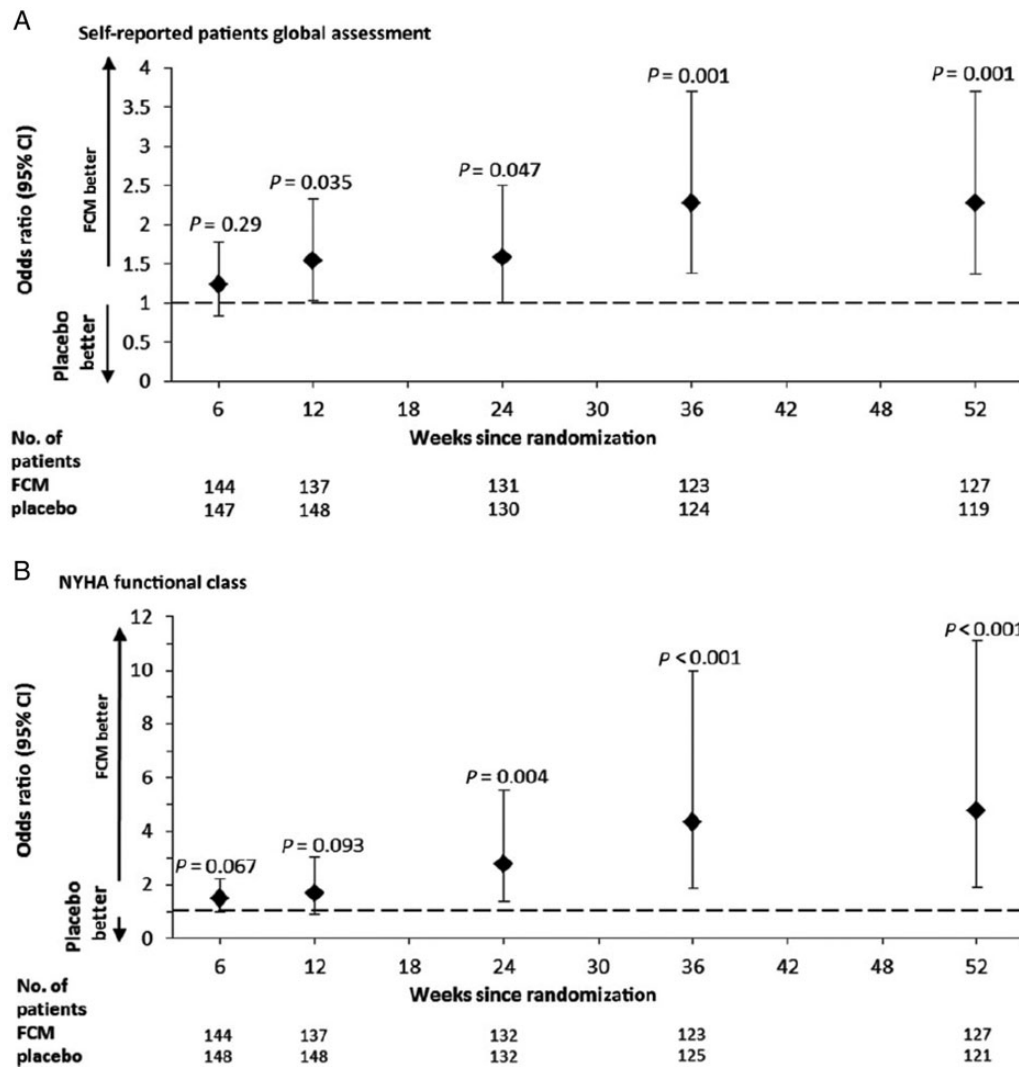 A
Self-reported patients global assessment
Odds ratio (95% CI)
FCM better
Placebo better
4
3.5
3
2.5
2
1.5
1
0.5
0
P = 0.29
P = 0.035
P = 0.047
P = 0.001
P = 0.001
6 12 18 24 30 36 42 48 52
Weeks since randomization
No. of
patients
FCM 144 137 131 123 127
placebo 147 148 130 124 119
B
NYHA functional class
Odds ratio (95% CI)
FCM better
Placebo better
12
10
8
6
4
2
0
P = 0.067
P = 0.093
P = 0.004
P < 0.001
P < 0.001
6 12 18 24 30 36 42 48 52
Weeks since randomization
No. of
patients
FCM 144 137 132 123 127
placebo 148 148 132 125 121